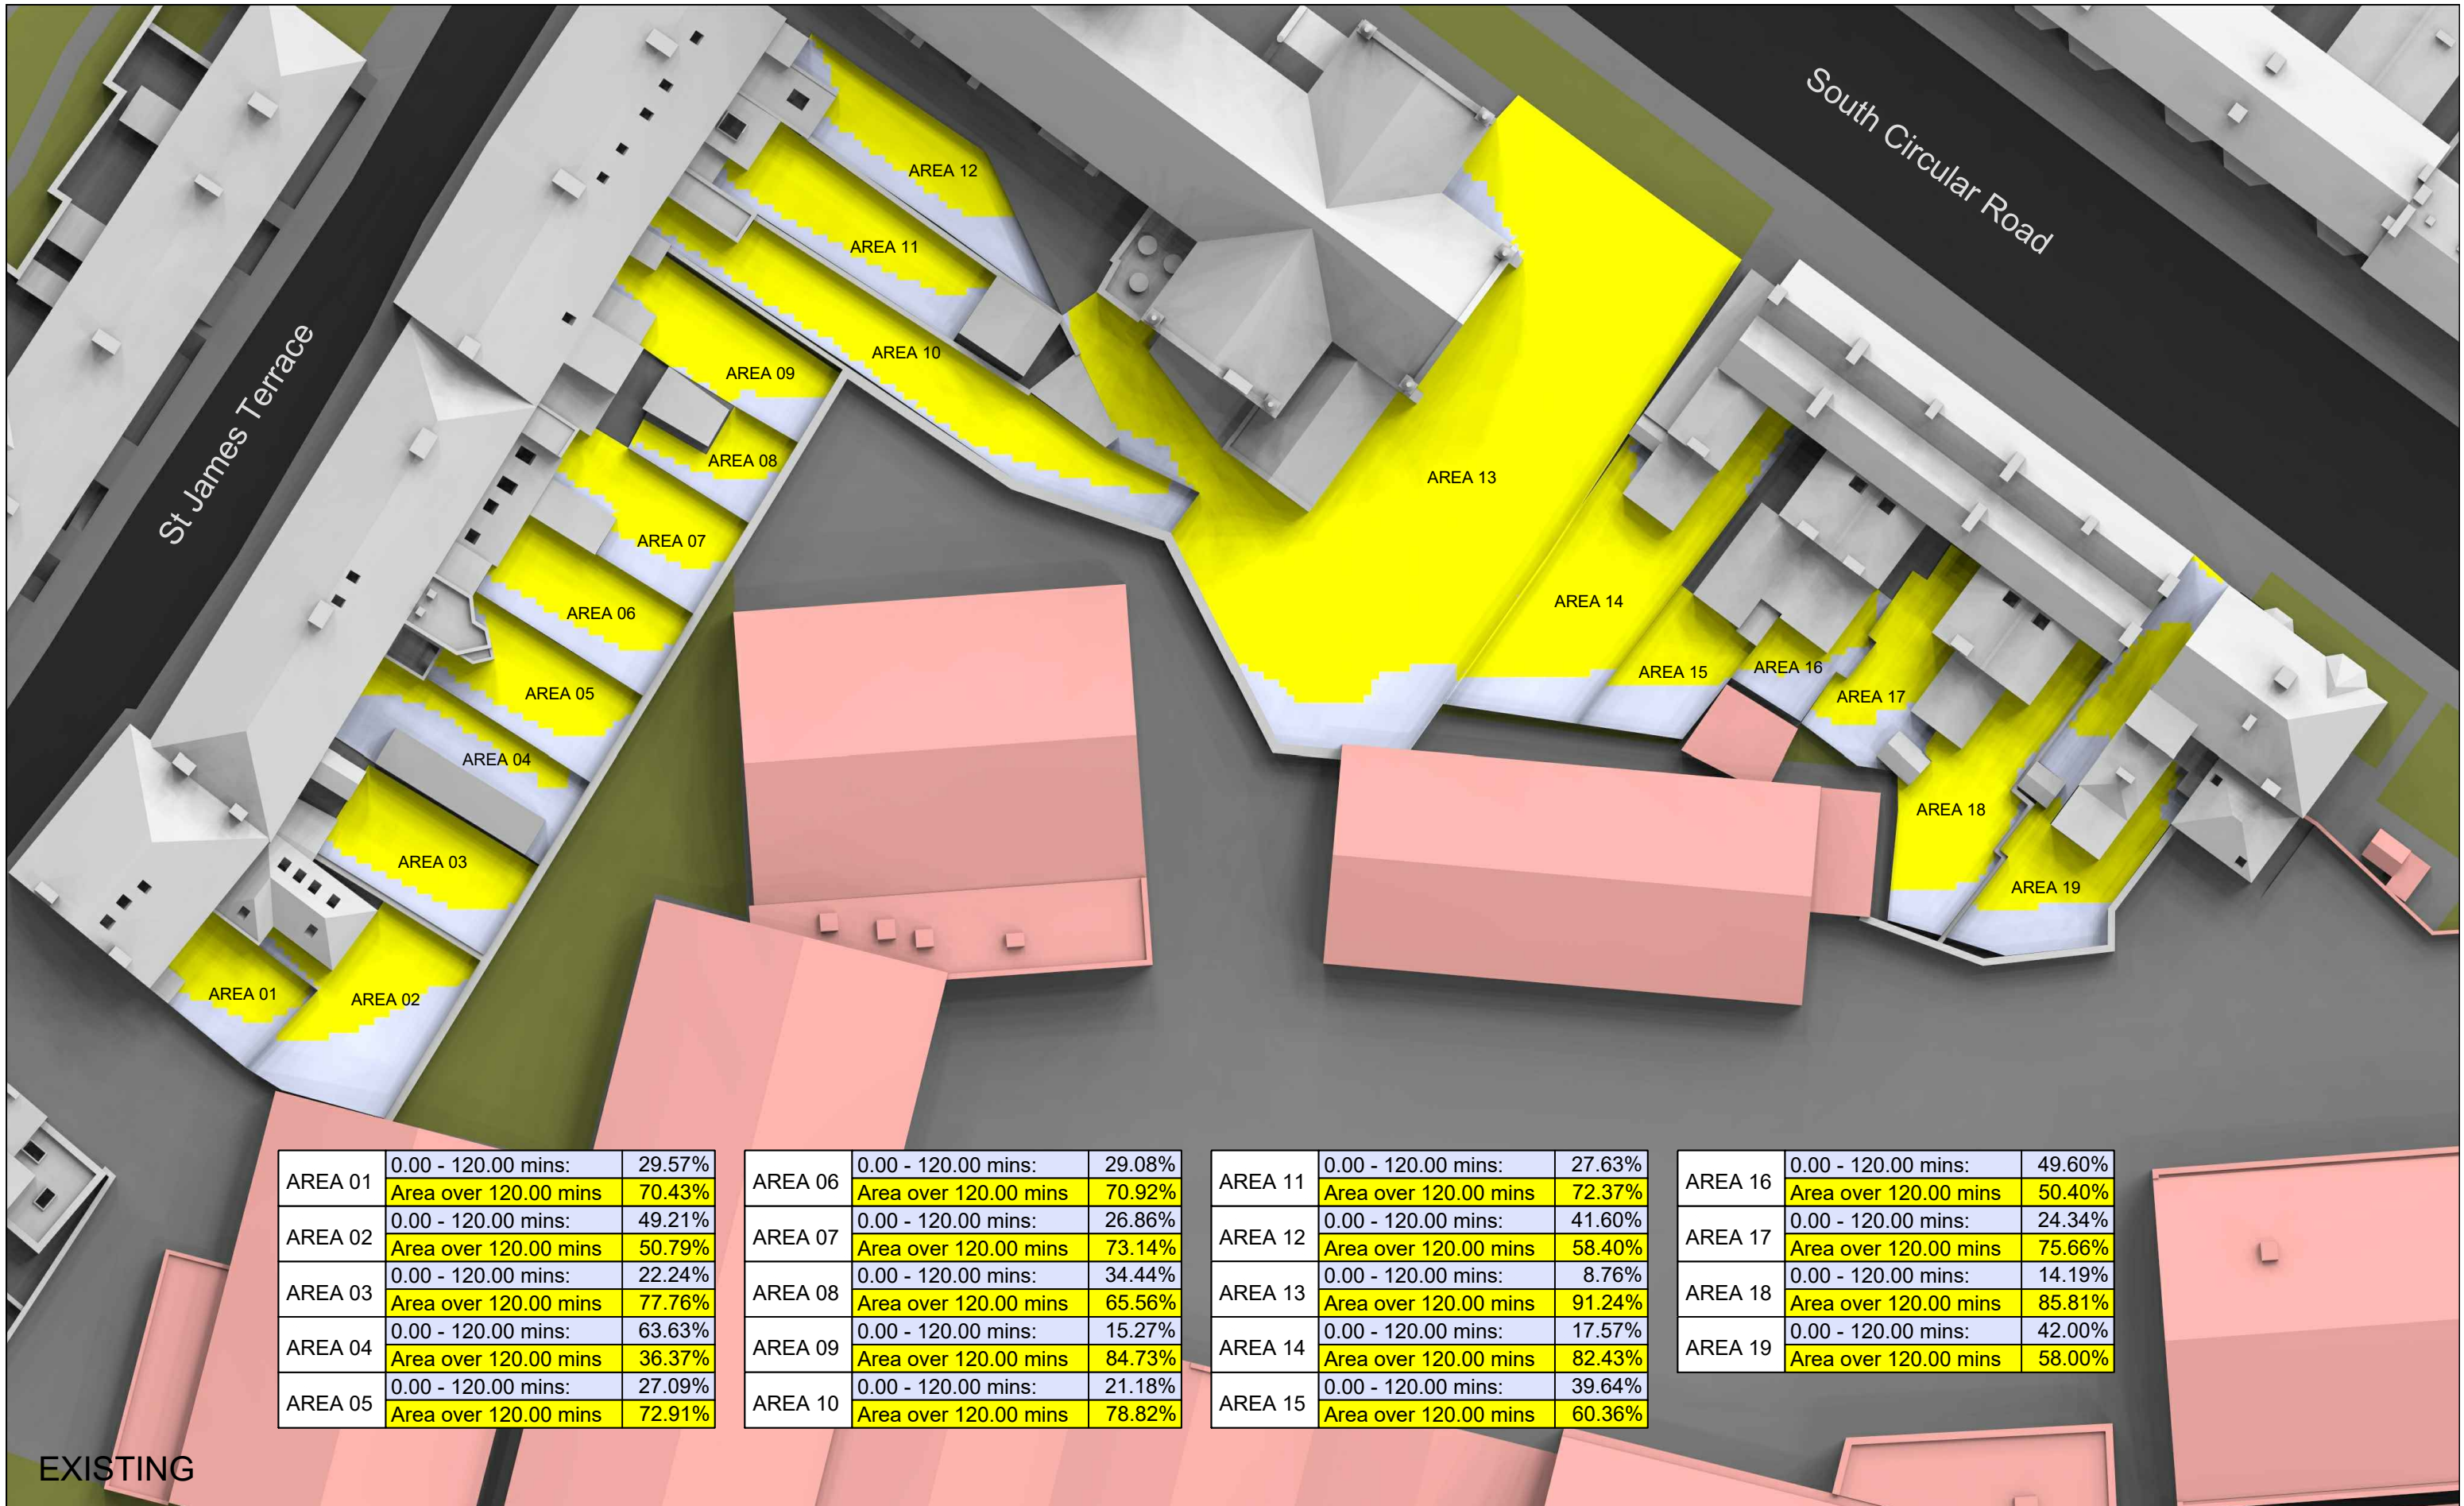 South Circular Road
St James Terrace
AREA 12
AREA 11
AREA 10
AREA 09
AREA 08
AREA 13
AREA 07
AREA 06
AREA 14
AREA 05
AREA 15
AREA 16
AREA 17
AREA 04
AREA 18
AREA 03
AREA 19
AREA 01
AREA 02
AREA 01 0.00 - 120.00 mins: 29.57%
Area over 120.00 mins 70.43%
AREA 02 0.00 - 120.00 mins: 49.21%
Area over 120.00 mins 50.79%
AREA 03 0.00 - 120.00 mins: 22.24%
Area over 120.00 mins 77.76%
AREA 04 0.00 - 120.00 mins: 63.63%
Area over 120.00 mins 36.37%
AREA 05 0.00 - 120.00 mins: 27.09%
Area over 120.00 mins 72.91%
AREA 06 0.00 - 120.00 mins: 29.08%
Area over 120.00 mins 70.92%
AREA 07 0.00 - 120.00 mins: 26.86%
Area over 120.00 mins 73.14%
AREA 08 0.00 - 120.00 mins: 34.44%
Area over 120.00 mins 65.56%
AREA 09 0.00 - 120.00 mins: 15.27%
Area over 120.00 mins 84.73%
AREA 10 0.00 - 120.00 mins: 21.18%
Area over 120.00 mins 78.82%
AREA 11 0.00 - 120.00 mins: 27.63%
Area over 120.00 mins 72.37%
AREA 12 0.00 - 120.00 mins: 41.60%
Area over 120.00 mins 58.40%
AREA 13 0.00 - 120.00 mins: 8.76%
Area over 120.00 mins 91.24%
AREA 14 0.00 - 120.00 mins: 17.57%
Area over 120.00 mins 82.43%
AREA 15 0.00 - 120.00 mins: 39.64%
Area over 120.00 mins 60.36%
AREA 16 0.00 - 120.00 mins: 49.60%
Area over 120.00 mins 50.40%
AREA 17 0.00 - 120.00 mins: 24.34%
Area over 120.00 mins 75.66%
AREA 18 0.00 - 120.00 mins: 14.19%
Area over 120.00 mins 85.81%
AREA 19 0.00 - 120.00 mins: 42.00%
Area over 120.00 mins 58.00%
EXISTING